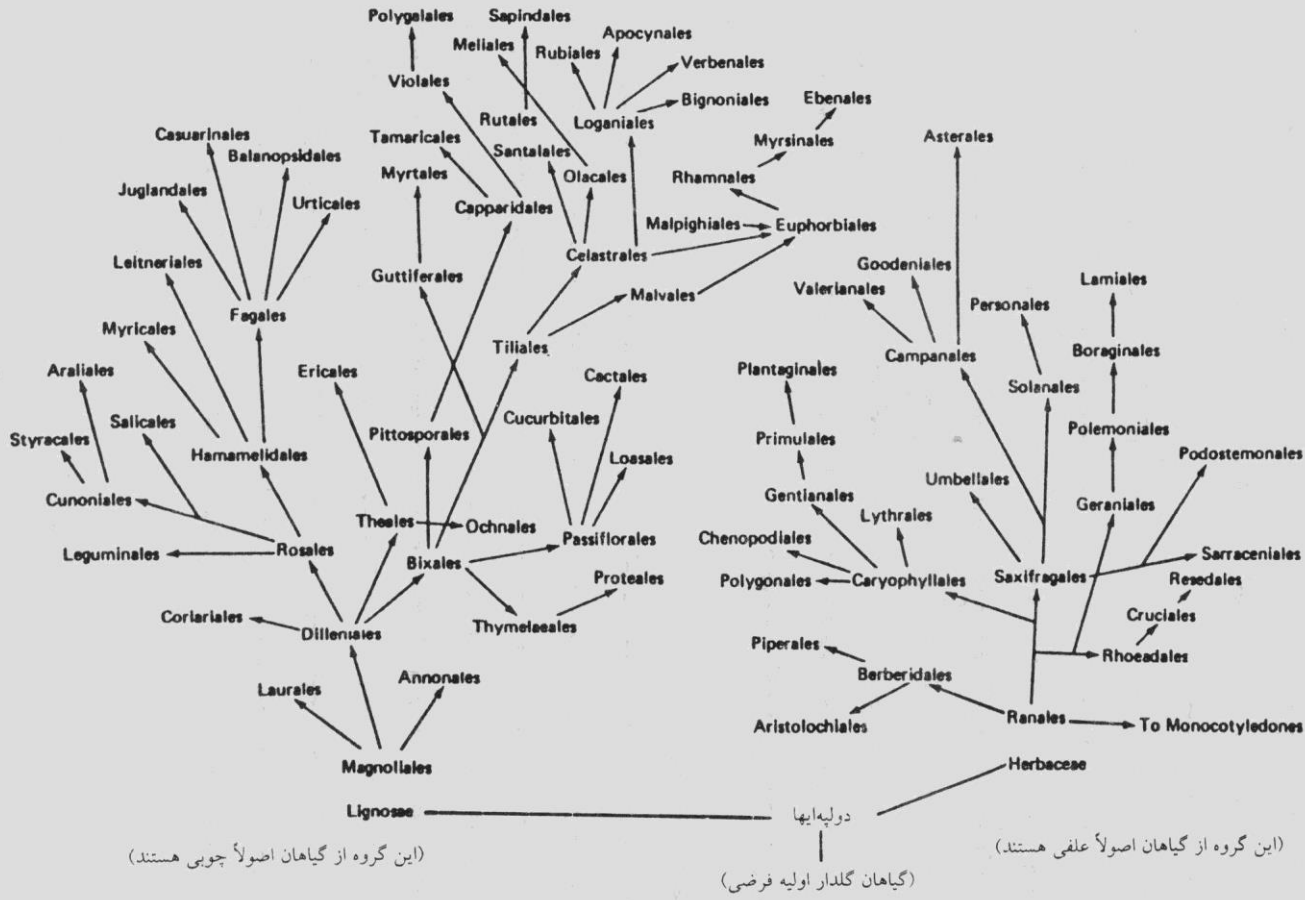 Polygalales
Sapindales
Meliales
Rubiales
Apocynales
Verbenales
Violales
Bignoniales
Ebenales
Rutales
Loganiales
Casuarinales
Balanopsidales
Tamaricales
Santalales
Myrsinales
Asterales
Juglandales
Urticales
Myrtales
Olacales
Rhamnales
Capparidales
Malpighiales
Euphorbiales
Leitneriales
Guttiferales
Celastrales
Goodeniales
Lamiales
Valerianales
Malvales
Personales
Fagales
Myricales
Tiliales
Campanales
Boraginales
Araliales
Ericales
Cactales
Plantaginales
Solanales
Salicales
Cucurbitales
Styracales
Hamamelidales
Pittosporales
Primulales
Polemoniales
Loasales
Podostemonales
Umbellales
Cunoniales
Gentianales
Geraniales
Theales
Ochnales
Lythrales
Leguminales
Rosales
Passiflorales
Chenopodiales
Bixales
Sarraceniales
Proteales
Polygonales
Caryophyllales
Saxifragales
Resedales
Coriariales
Dilleniales
Thymelaeales
Cruciales
Piperales
Rhoeadales
Laurales
Annonales
Berberidales
Aristolochiales
Ranales
To Monocotyledones
Magnoliales
Herbaceae
Lignosae
دولپه‌ایها
(این گروه از گیاهان اصولاً علفی هستند)
(این گروه از گیاهان اصولاً چوبی هستند)
(گیاهان گلدار اولیه فرضی)